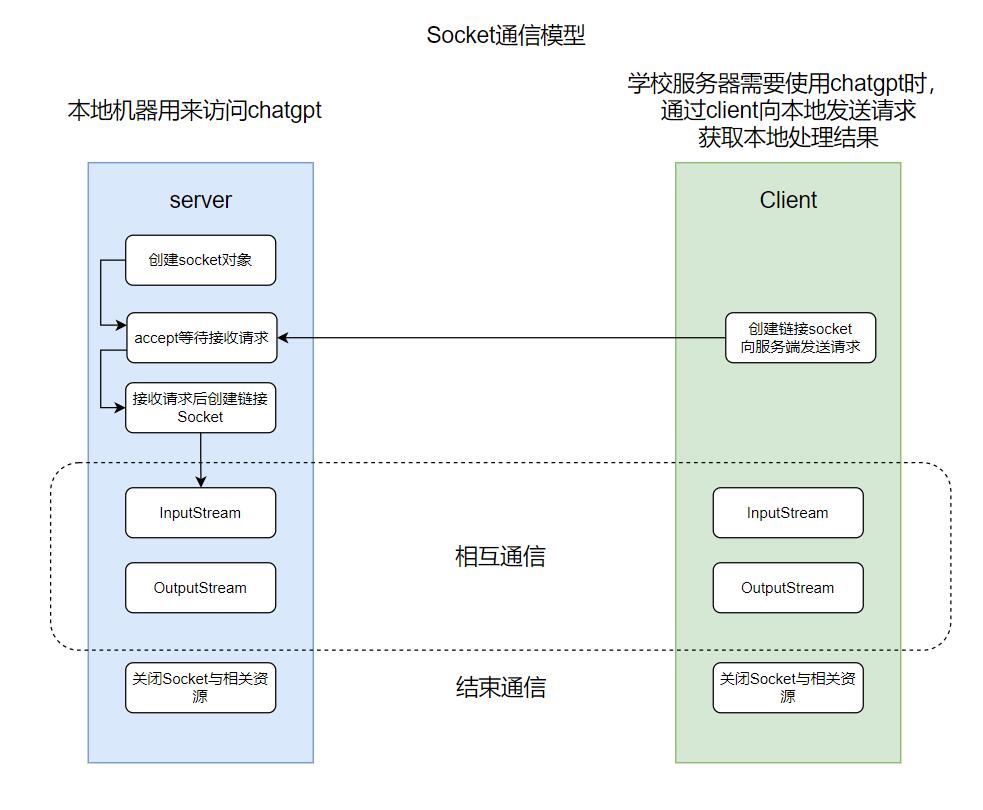 Socket通信模型
本地机器用来访问chatgpt
学校服务器需要使用chatgpt时，
通过client向本地发送请求
获取本地处理结果
server
创建socket对象
accept等待接收请求
接收请求后创建链接
Socket
InputStream
OutputStream
关闭Socket与相关资
源
相互通信
结束通信
Client
创建链接socket
向服务端发送请求
InputStream
OutputStream
关闭Socket与相关资
源